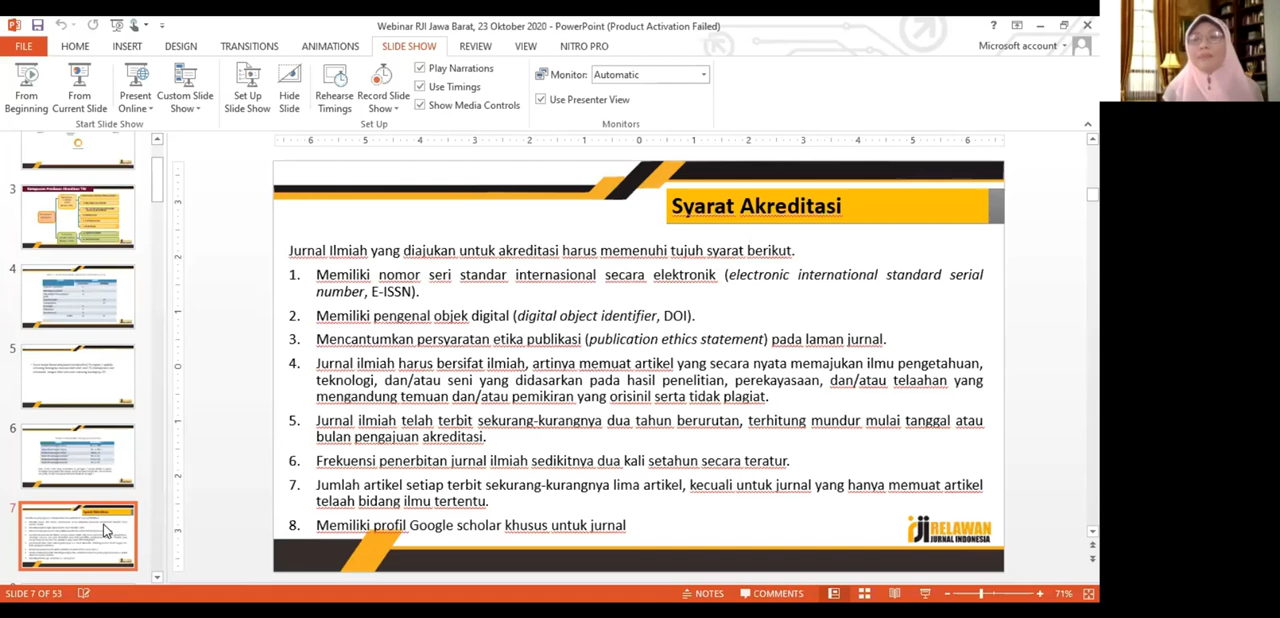 Webinar RJI Jawa Barat, 23 Oktober 2020 - PowerPoint (Product Activation Failed)
FILE HOME INSERT DESIGN TRANSITIONS ANIMATIONS SLIDE SHOW REVIEW VIEW NITRO PRO
Microsoft account
From Beginning
From Current Slide
Present Online
Custom Slide Show
Start Slide Show
Set Up Slide Show
Hide Slide
Rehearse Timings
Record Slide Show
Play Narrations
Use Timings
Show Media Controls
Set Up
Monitor: Automatic
Use Presenter View
Monitors
3
4
5
6
7
Syarat Akreditasi
Jurnal Ilmiah yang diajukan untuk akreditasi harus memenuhi tujuh syarat berikut.
1. Memiliki nomor seri standar internasional secara elektronik (electronic international standard serial
number, E-ISSN).
2. Memiliki pengenal objek digital (digital object identifier, DOI).
3. Mencantumkan persyaratan etika publikasi (publication ethics statement) pada laman jurnal.
4. Jurnal ilmiah harus bersifat ilmiah, artinya memuat artikel yang secara nyata memajukan ilmu pengetahuan,
teknologi, dan/atau seni yang didasarkan pada hasil penelitian, perekayasaan, dan/atau telaahan yang
mengandung temuan dan/atau pemikiran yang orisinil serta tidak plagiat.
5. Jurnal ilmiah telah terbit sekurang-kurangnya dua tahun berurutan, terhitung mundur mulai tanggal atau
bulan pengajuan akreditasi.
6. Frekuensi penerbitan jurnal ilmiah sedikitnya dua kali setahun secara teratur.
7. Jumlah artikel setiap terbit sekurang-kurangnya lima artikel, kecuali untuk jurnal yang hanya memuat artikel
telaah bidang ilmu tertentu.
8. Memiliki profil Google scholar khusus untuk jurnal
RELAWAN
JURNAL INDONESIA
SLIDE 7 OF 53
NOTES COMMENTS 71%